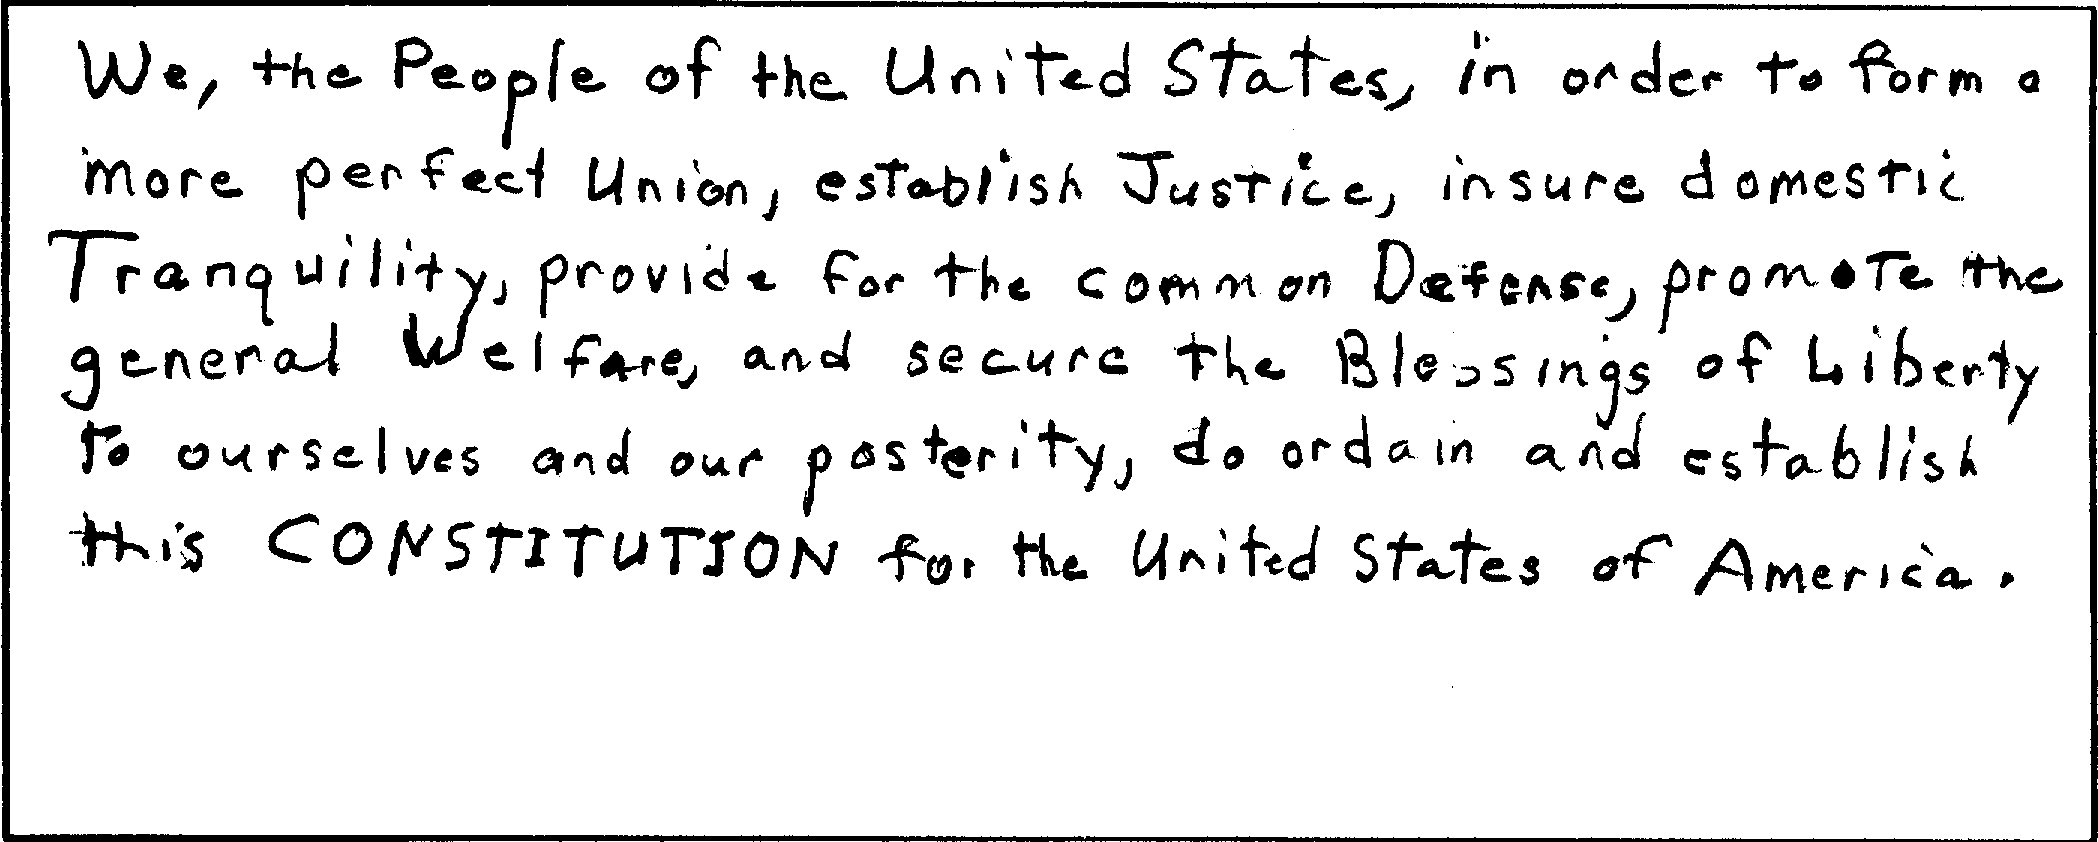 We, the People of the United States, in order to form a
more perfect Union, establish Justice, insure domestic
Tranquility, provide for the common Defense, promote the
general Welfare, and secure the Blessings of Liberty
to ourselves and our posterity, do ordain and establish
this CONSTITUTION for the United States of America.